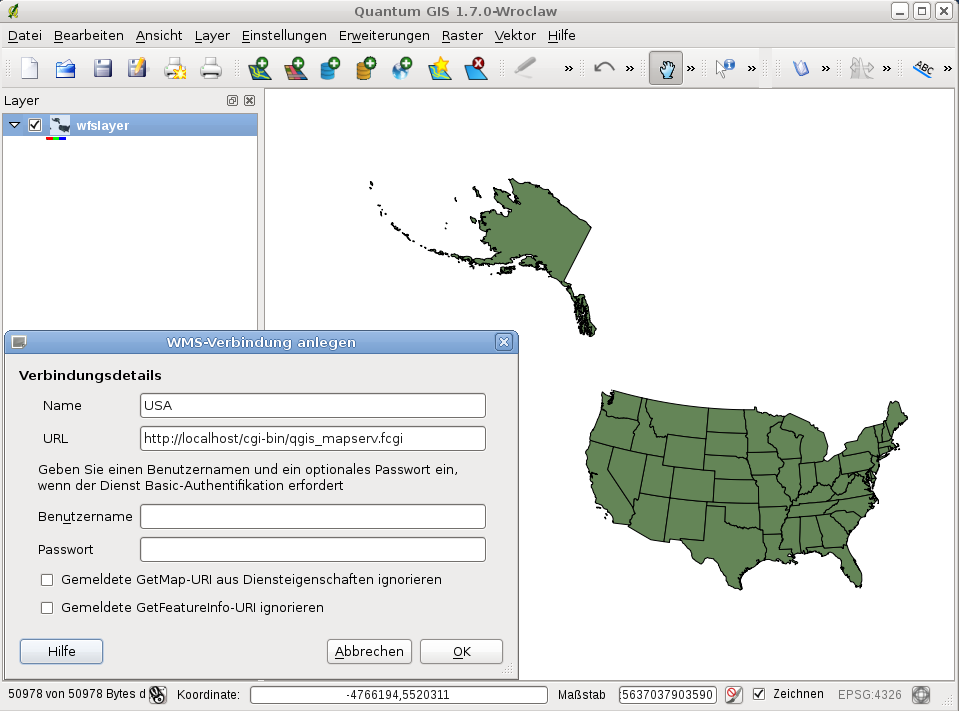 Quantum GIS 1.7.0-Wroclaw
Datei Bearbeiten Ansicht Layer Einstellungen Erweiterungen Raster Vektor Hilfe
ABC
Layer
wfslayer
WMS-Verbindung anlegen
Verbindungsdetails
Name USA
URL http://localhost/cgi-bin/qgis_mapserv.fcgi
Geben Sie einen Benutzernamen und ein optionales Passwort ein,
wenn der Dienst Basic-Authentifikation erfordert
Benutzername
Passwort
Gemeldete GetMap-URI aus Diensteigenschaften ignorieren
Gemeldete GetFeatureInfo-URI ignorieren
Hilfe Abbrechen OK
50978 von 50978 Bytes d Koordinate: -4766194,5520311 Maßstab :5637037903590 Zeichnen EPSG:4326